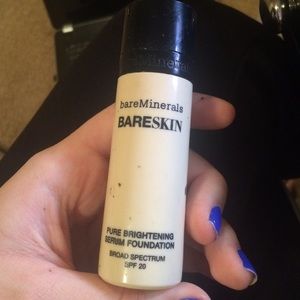 bareMinerals
BARESKIN
PURE BRIGHTENING
SERUM FOUNDATION
BROAD SPECTRUM
SPF 20